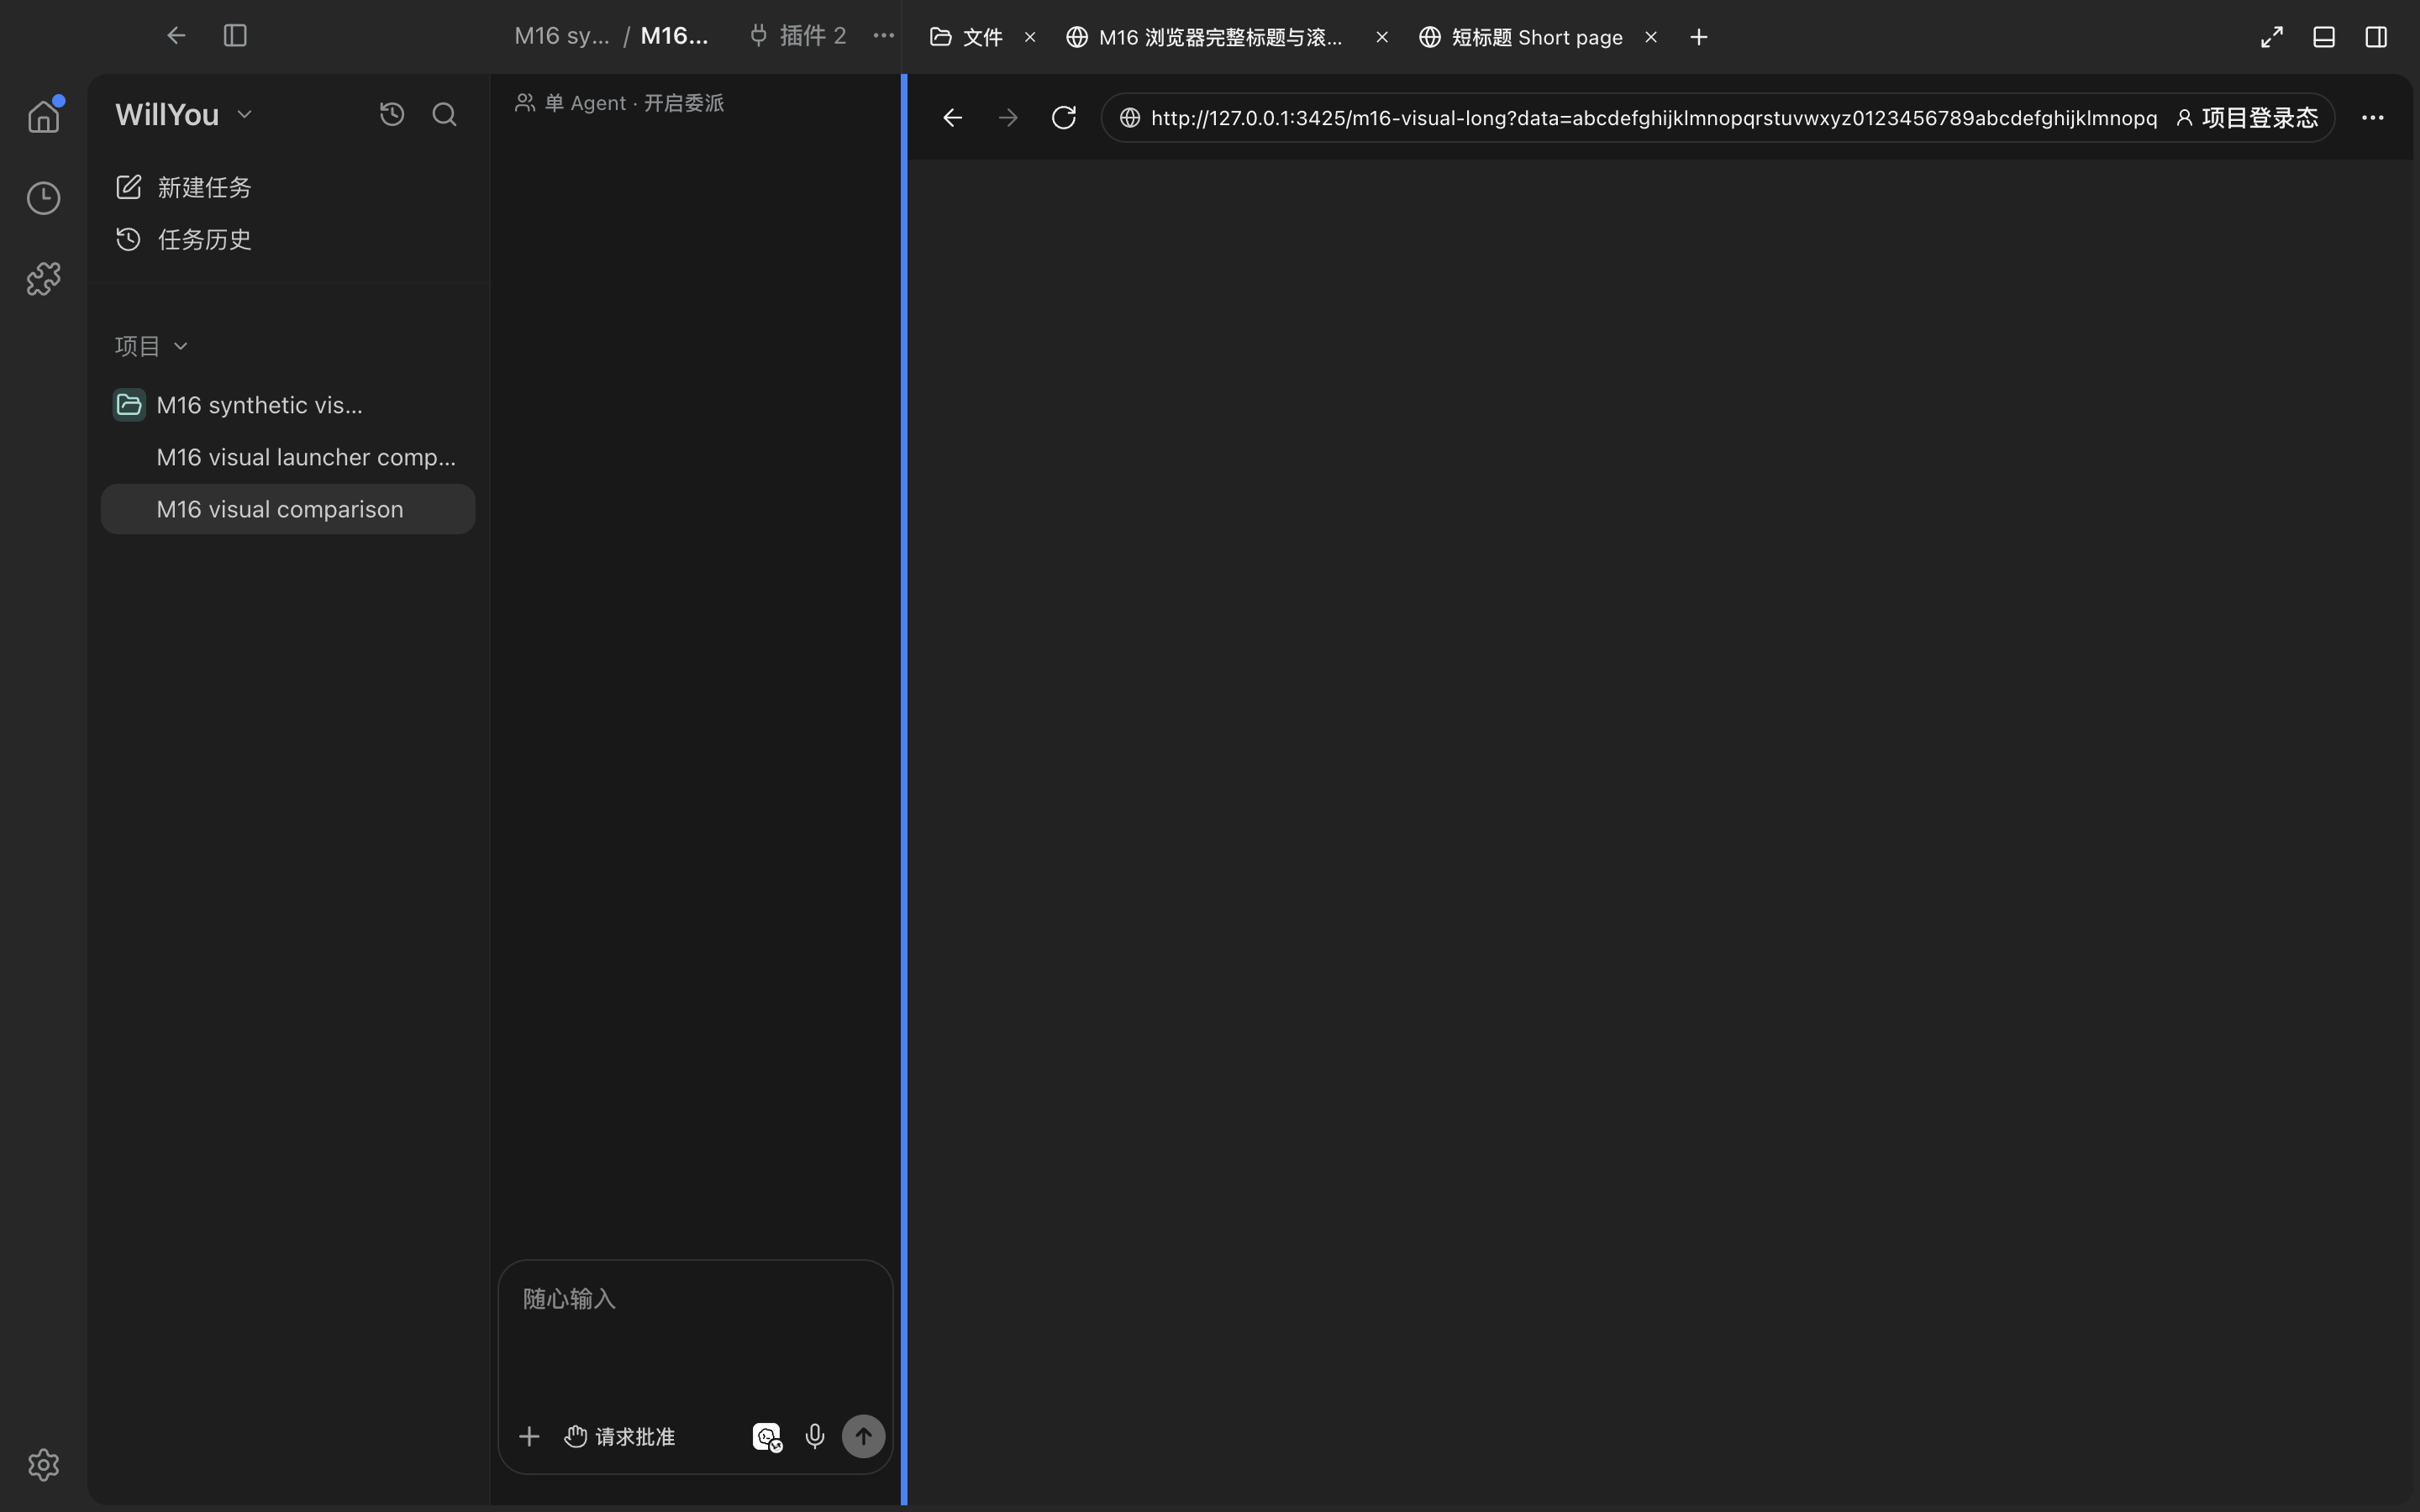 M16 sy... / M16... 插件 2
文件
M16 浏览器完整标题与滚...
短标题 Short page
WillYou
新建任务
任务历史
项目
M16 synthetic vis...
M16 visual launcher comp...
M16 visual comparison
单 Agent · 开启委派
http://127.0.0.1:3425/m16-visual-long?data=abcdefghijklmnopqrstuvwxyz0123456789abcdefghijklmnopq
项目登录态
随心输入
请求批准